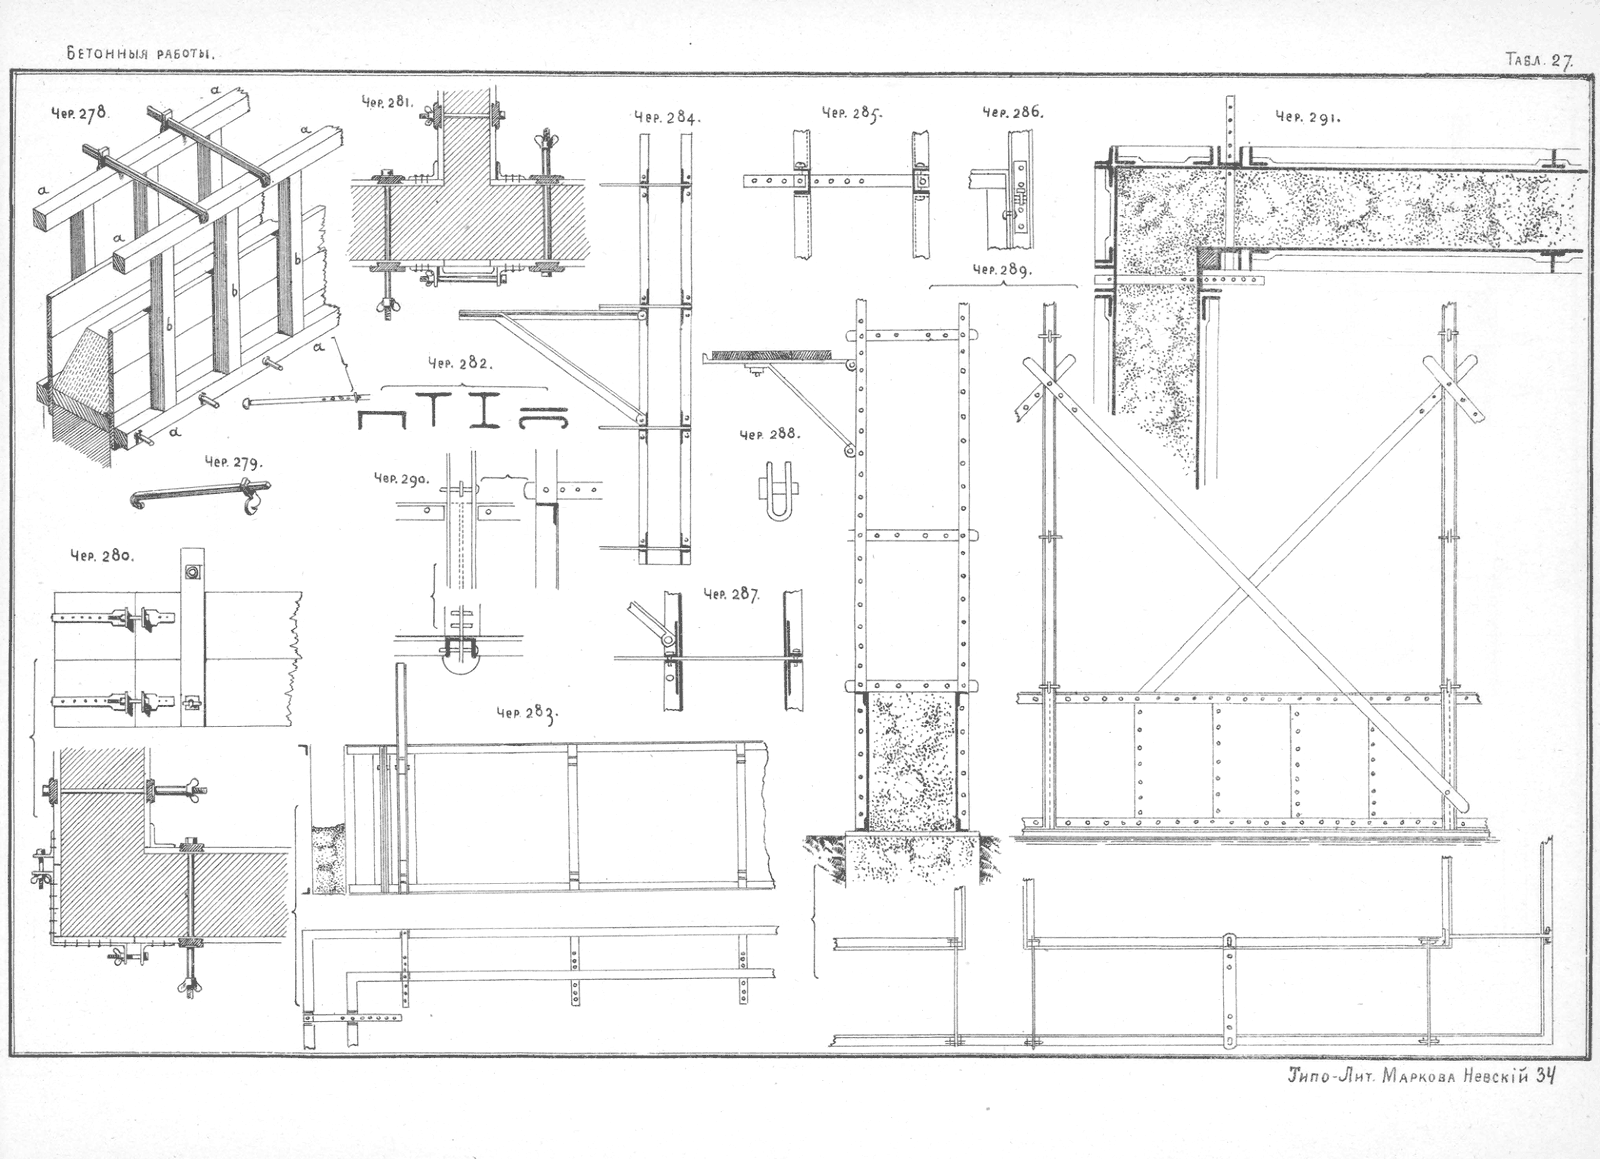 Бетонныя работы.
Табл. 27.
Чер. 278.
a
a
a
a
a
a
b
b
b
Чер. 279.
Чер. 280.
Чер. 281.
Чер. 282.
Чер. 283.
Чер. 284.
Чер. 285.
Чер. 286.
Чер. 287.
Чер. 288.
Чер. 289.
Чер. 290.
Чер. 291.
Типо-Лит. Маркова Невскій 34